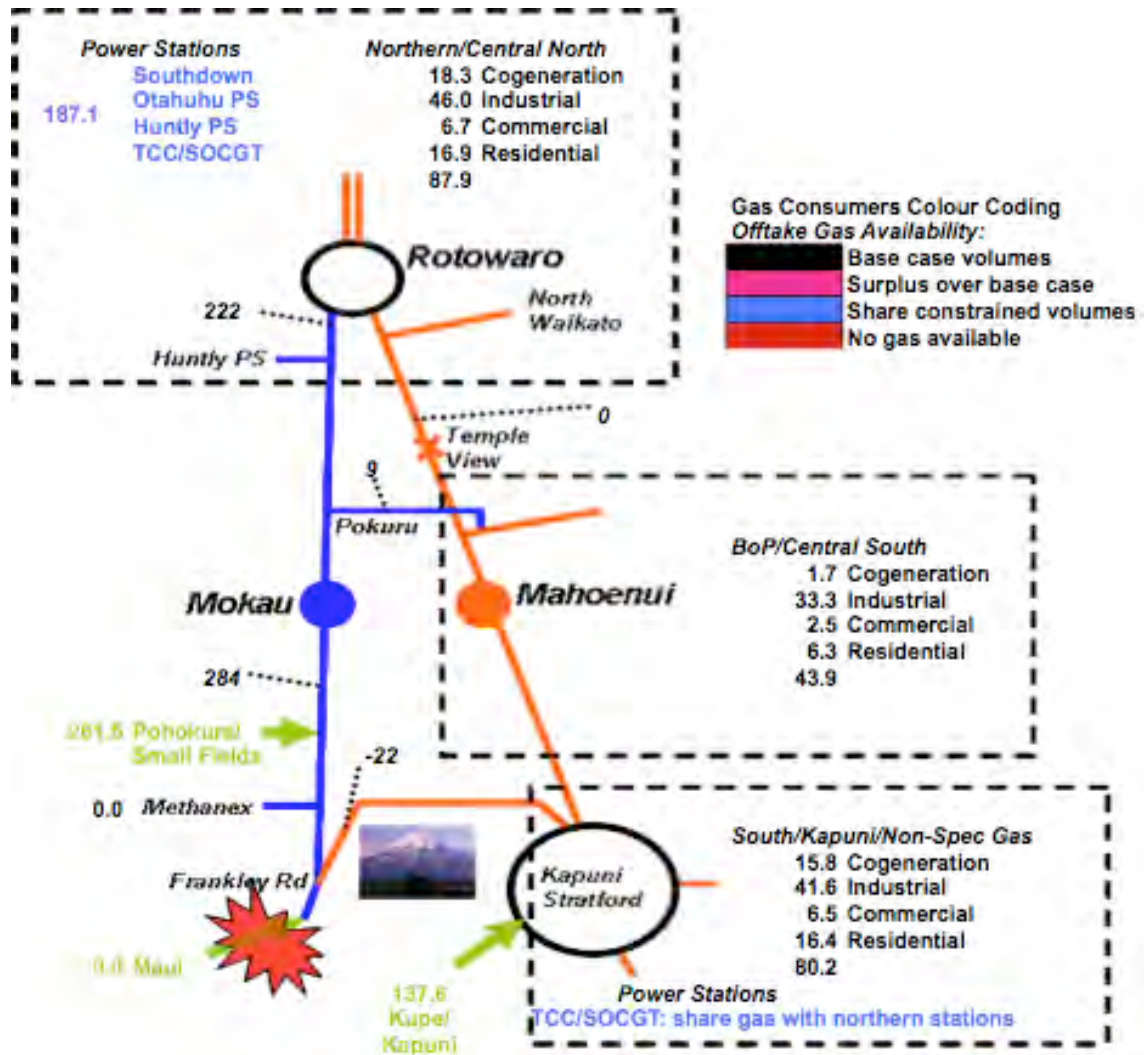 Power Stations
Southdown
187.1
Otahuhu PS
Huntly PS
TCC/SOCGT
Northern/Central North
18.3 Cogeneration
46.0 Industrial
6.7 Commercial
16.9 Residential
87.9
Gas Consumers Colour Coding
Offtake Gas Availability:
Base case volumes
Surplus over base case
Share constrained volumes
No gas available
Rotowaro
222
North
Waikato
Huntly PS
0
Temple
View
9
Pokuru
BoP/Central South
1.7 Cogeneration
33.3 Industrial
2.5 Commercial
6.3 Residential
43.9
Mokau
Mahoenui
284
Pohokura/
Small Fields
-22
0.0 Methanex
Frankley Rd
Kapuni
Stratford
South/Kapuni/Non-Spec Gas
15.8 Cogeneration
41.6 Industrial
6.5 Commercial
16.4 Residential
80.2
Maui
137.6
Kupe/
Kapuni
Power Stations
TCC/SOCGT: share gas with northern stations